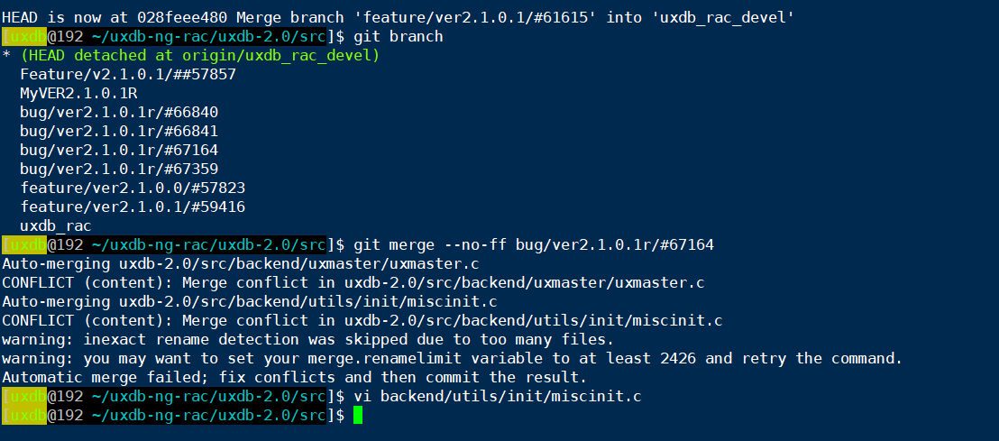 HEAD is now at 028feee480 Merge branch 'feature/ver2.1.0.1/#61615' into 'uxdb_rac_devel'
[uxdb@192 ~/uxdb-ng-rac/uxdb-2.0/src]$ git branch
* (HEAD detached at origin/uxdb_rac_devel)
  Feature/v2.1.0.1/##57857
  MyVER2.1.0.1R
  bug/ver2.1.0.1r/#66840
  bug/ver2.1.0.1r/#66841
  bug/ver2.1.0.1r/#67164
  bug/ver2.1.0.1r/#67359
  feature/ver2.1.0.0/#57823
  feature/ver2.1.0.1/#59416
  uxdb_rac
[uxdb@192 ~/uxdb-ng-rac/uxdb-2.0/src]$ git merge --no-ff bug/ver2.1.0.1r/#67164
Auto-merging uxdb-2.0/src/backend/uxmaster/uxmaster.c
CONFLICT (content): Merge conflict in uxdb-2.0/src/backend/uxmaster/uxmaster.c
Auto-merging uxdb-2.0/src/backend/utils/init/miscinit.c
CONFLICT (content): Merge conflict in uxdb-2.0/src/backend/utils/init/miscinit.c
warning: inexact rename detection was skipped due to too many files.
warning: you may want to set your merge.renamelimit variable to at least 2426 and retry the command.
Automatic merge failed; fix conflicts and then commit the result.
[uxdb@192 ~/uxdb-ng-rac/uxdb-2.0/src]$ vi backend/utils/init/miscinit.c
[uxdb@192 ~/uxdb-ng-rac/uxdb-2.0/src]$